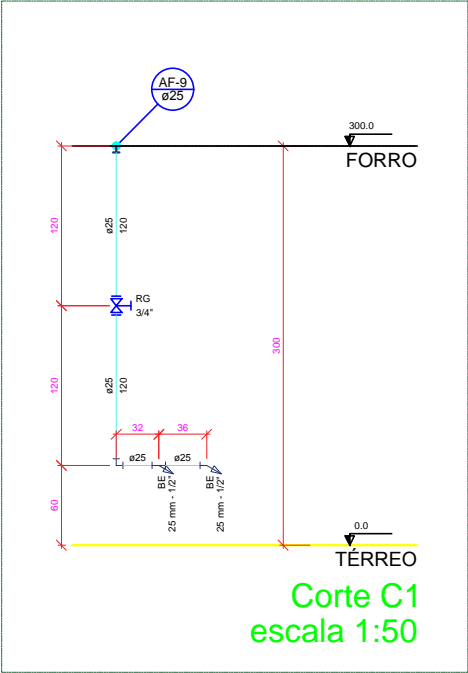 AF-9
ø25
300.0
FORRO
120
ø25
120
RG
3/4"
300
120
ø25
120
32
36
ø25
ø25
BE
25 mm - 1/2"
BE
25 mm - 1/2"
60
0.0
TÉRREO
Corte C1
escala 1:50